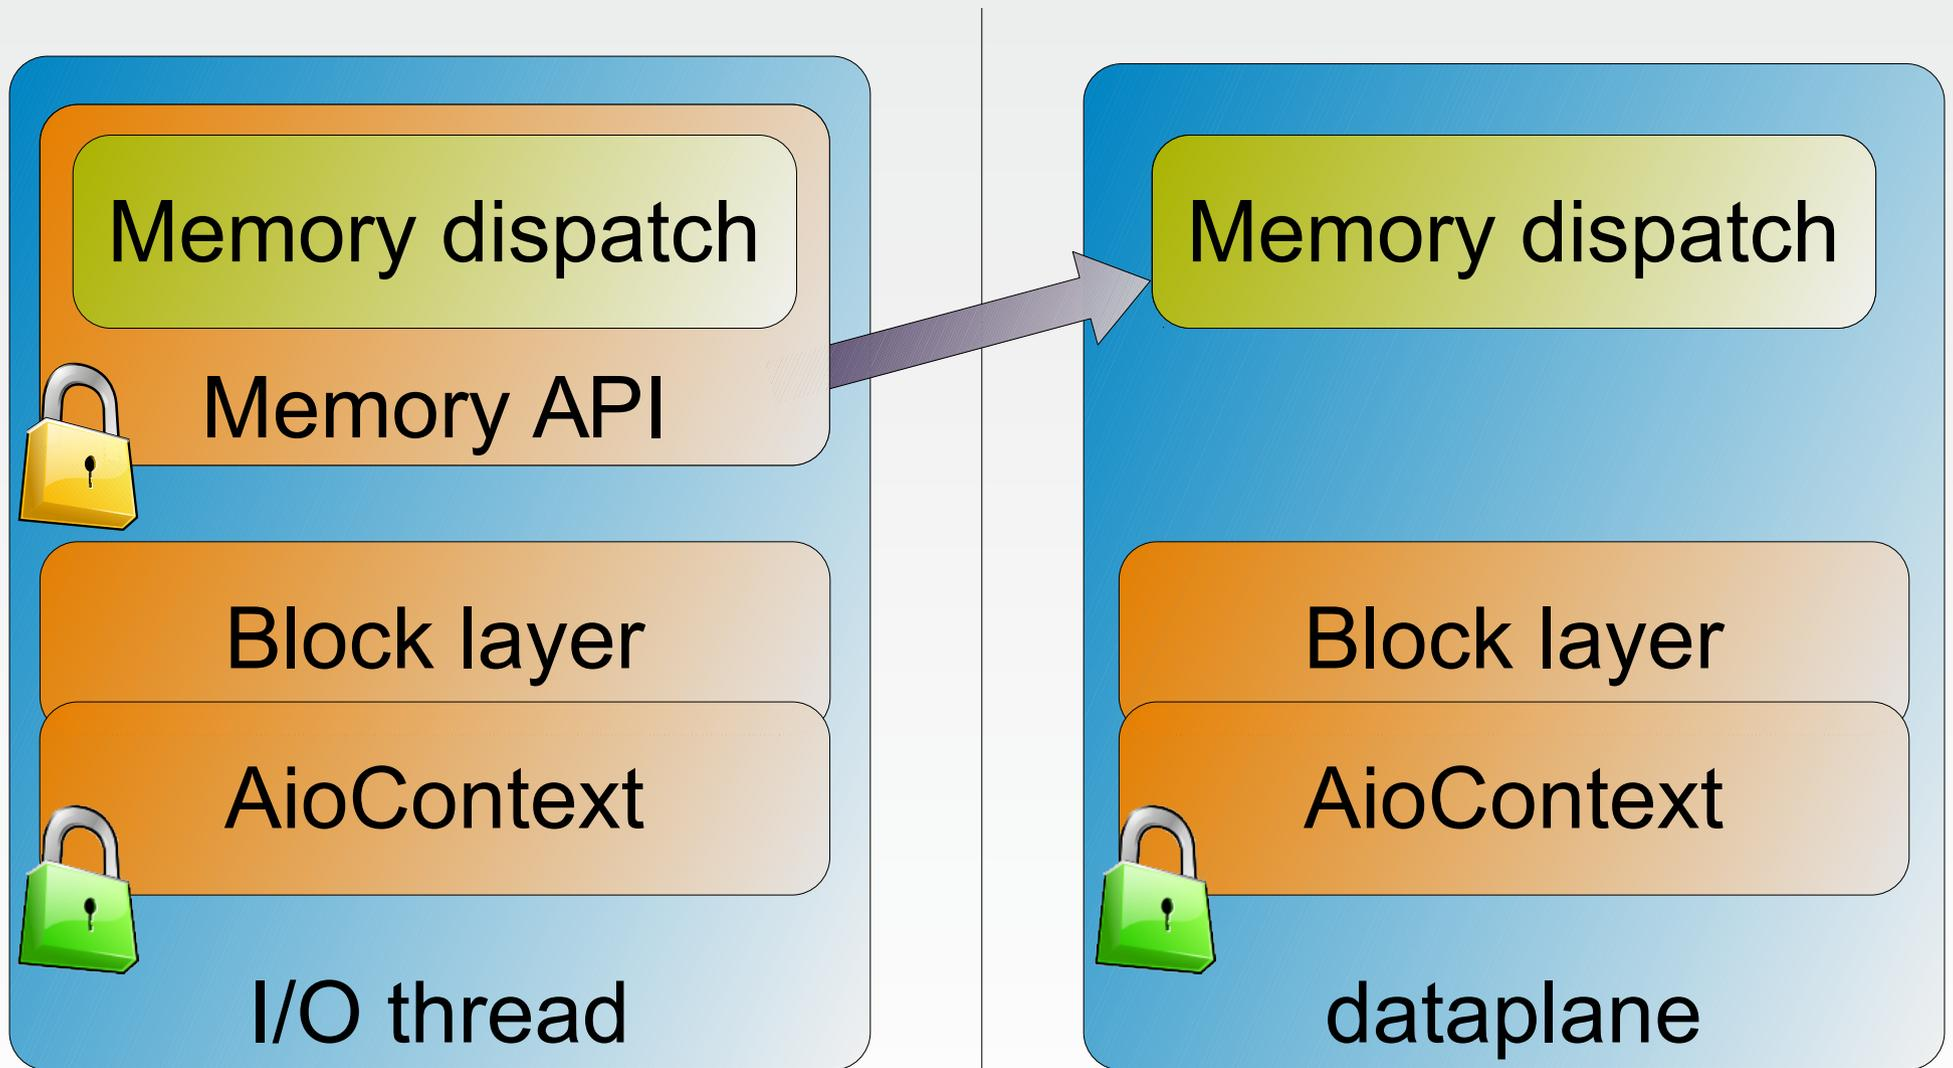 Memory dispatch
Memory API
Block layer
AioContext
I/O thread
Memory dispatch
Block layer
AioContext
dataplane